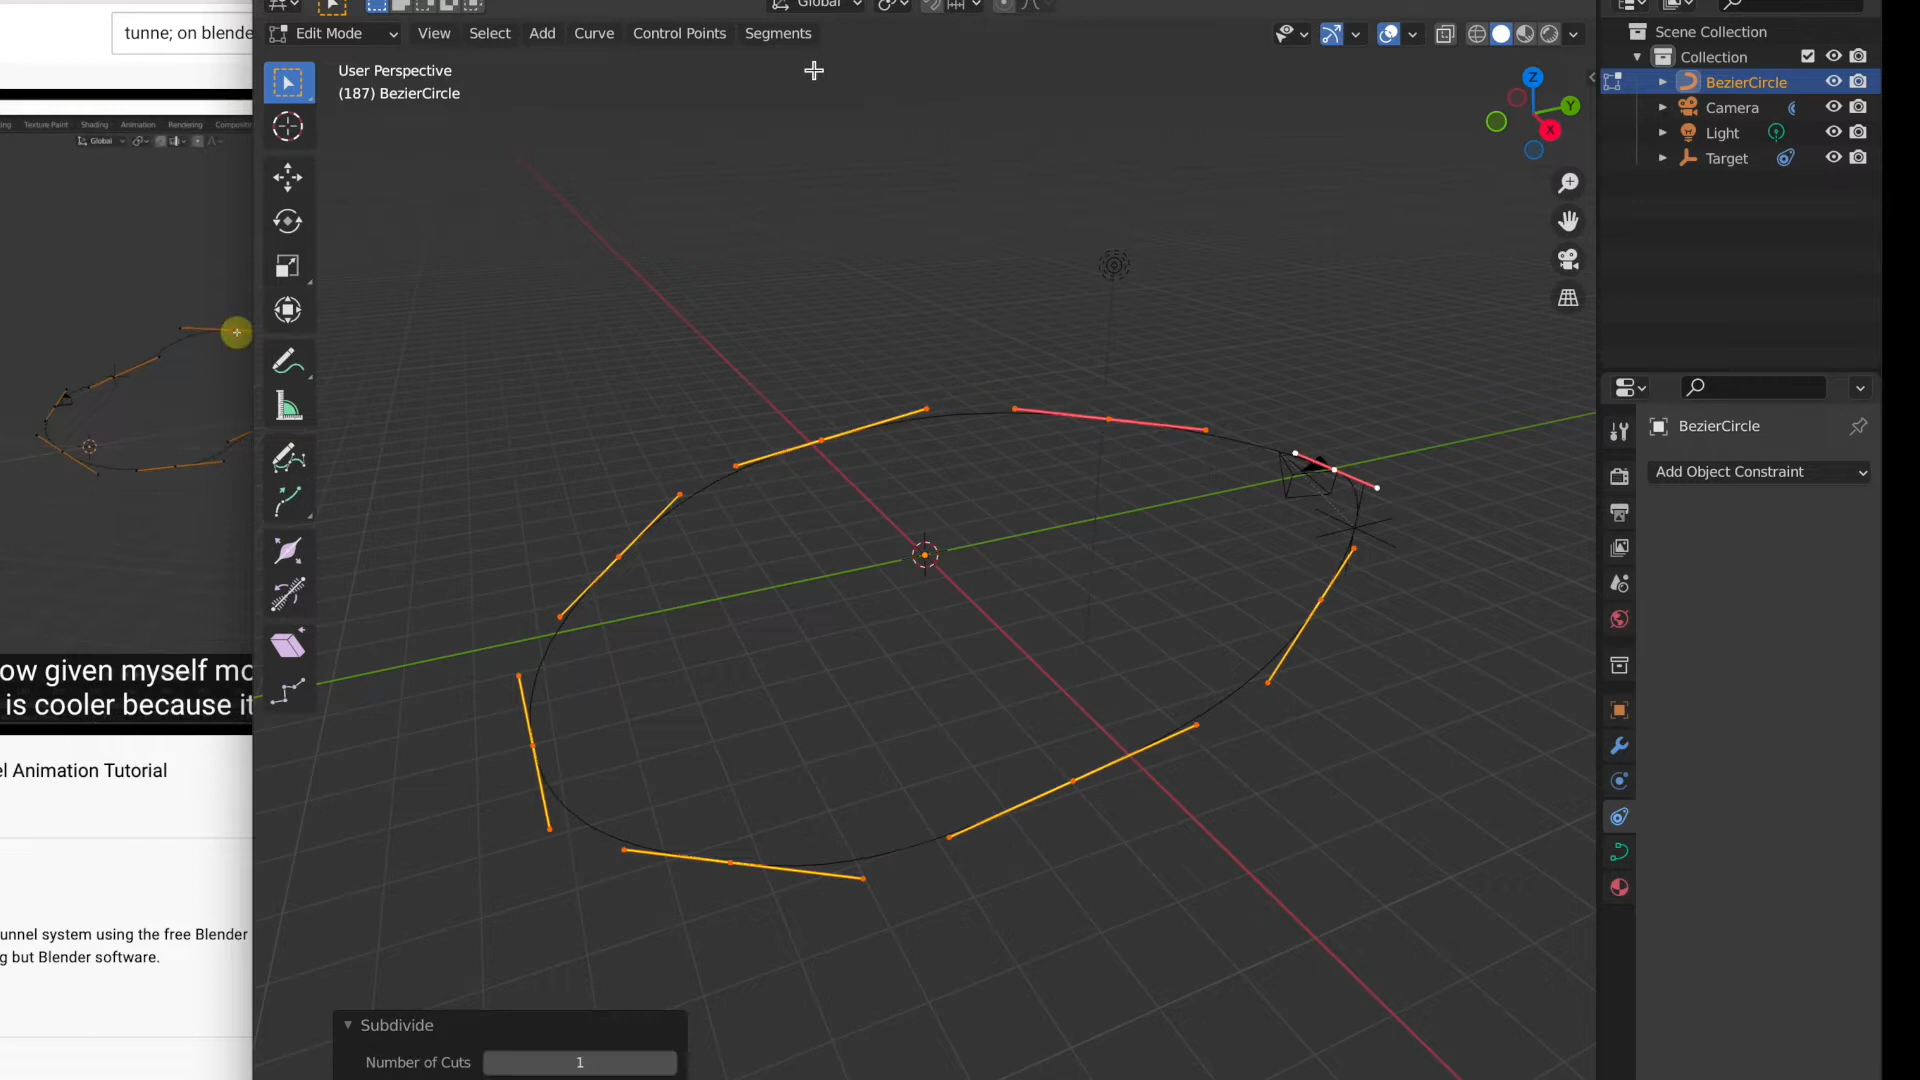 tunne; on blende
Texture Paint Shading Animation Rendering Composit
Global
ow given myself mo
is cooler because it
el Animation Tutorial
unnel system using the free Blender
g but Blender software.
Global
Edit Mode View Select Add Curve Control Points Segments
User Perspective
(187) BezierCircle
Z
Y
X
Subdivide
Number of Cuts 1
Scene Collection
Collection
BezierCircle
Camera
Light
Target
BezierCircle
Add Object Constraint